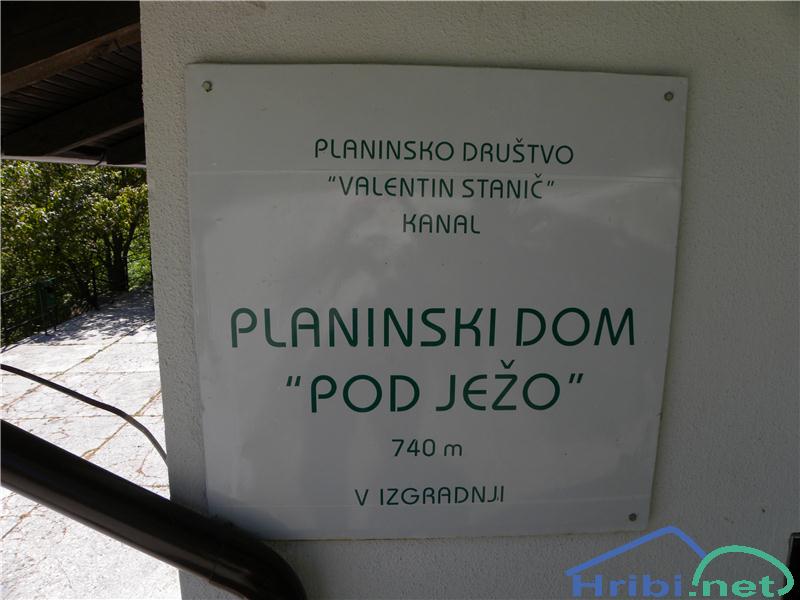 PLANINSKO DRUŠTVO
"VALENTIN STANIČ"
KANAL
PLANINSKI DOM
"POD JEŽO"
740 m
V IZGRADNJI
Hribi.net